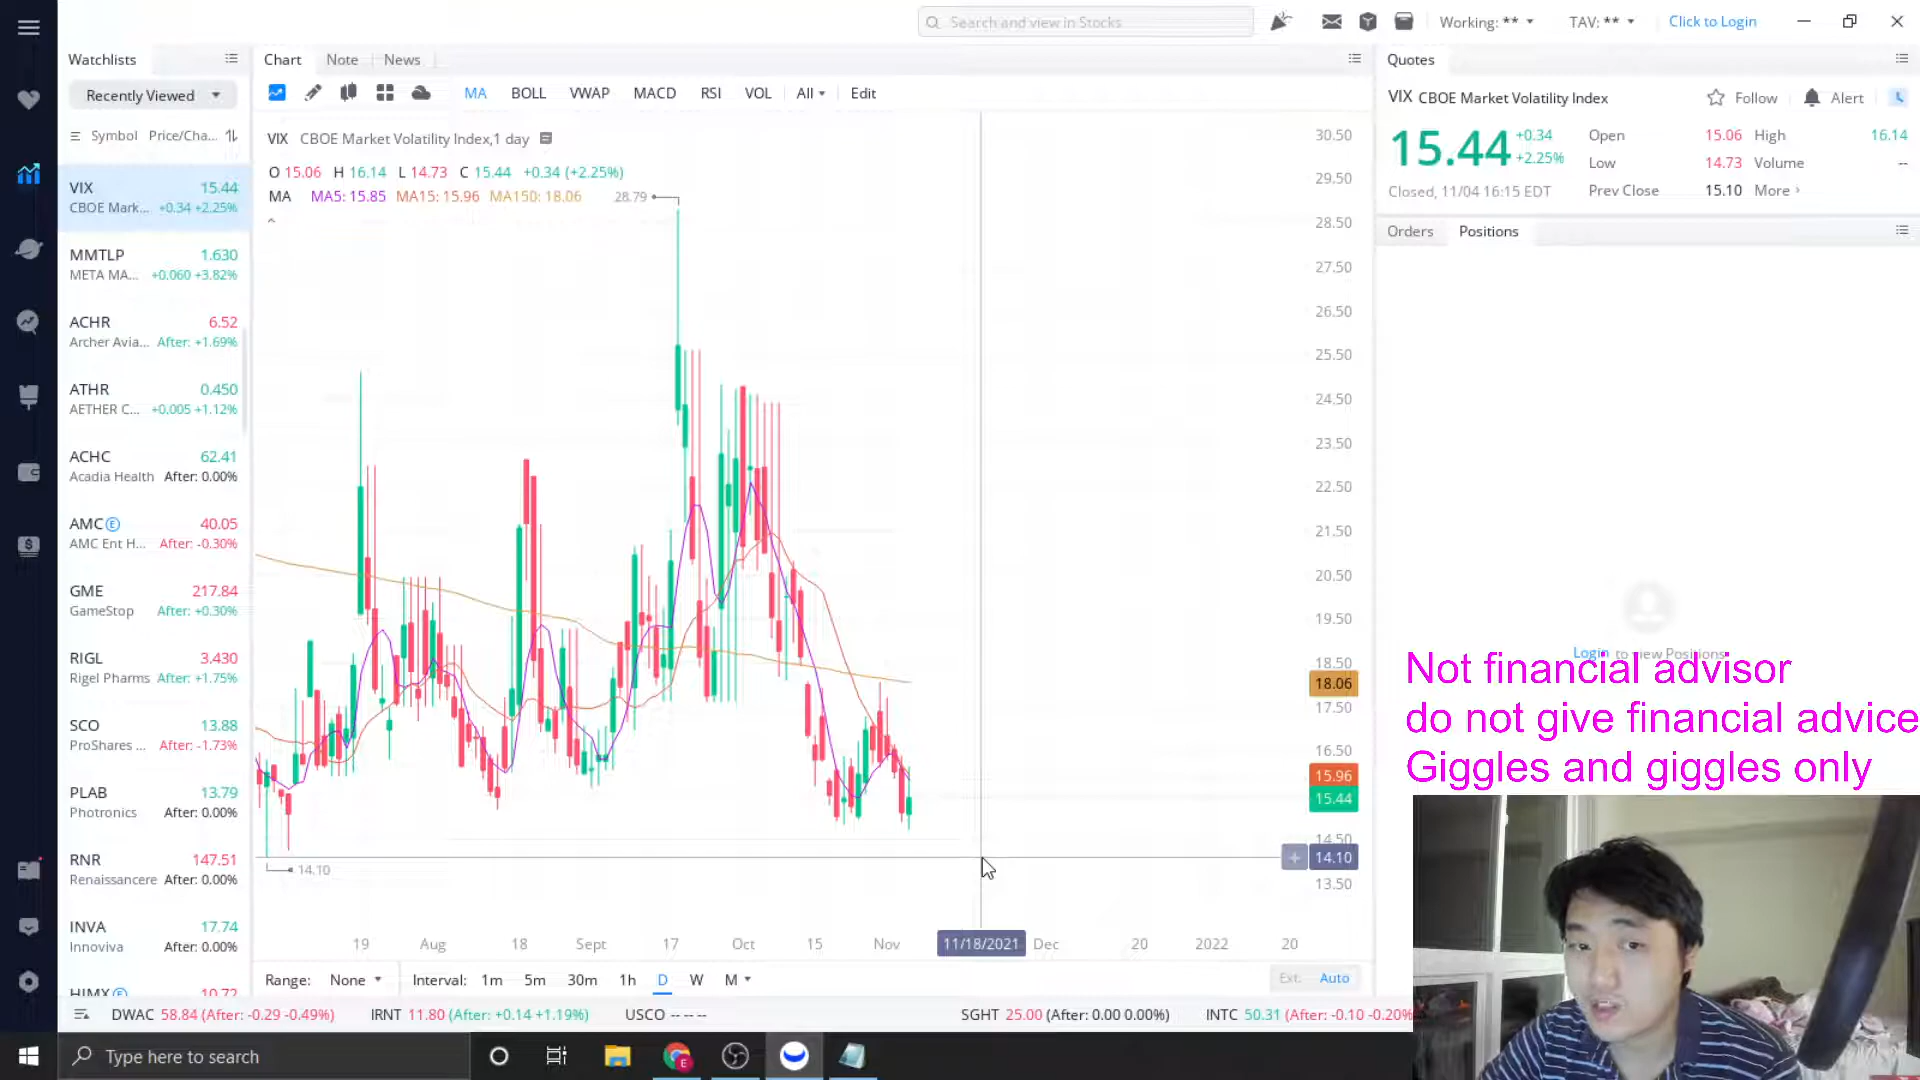 Search and view in Stocks
Working: **
TAV: **
Click to Login
Watchlists
Recently Viewed
Symbol Price/Cha...
VIX 15.44
CBOE Mark... +0.34 +2.25%
MMTLP 1.630
META MA... +0.060 +3.82%
ACHR 6.52
Archer Avia... After: +1.69%
ATHR 0.450
AETHER C... +0.005 +1.12%
ACHC 62.41
Acadia Health After: 0.00%
AMC E 40.05
AMC Ent H... After: -0.30%
GME 217.84
GameStop After: +0.30%
RIGL 3.430
Rigel Pharms After: +1.75%
SCO 13.88
ProShares ... After: -1.73%
PLAB 13.79
Photronics After: 0.00%
RNR 147.51
Renaissancere After: 0.00%
INVA 17.74
Innoviva After: 0.00%
HIMX E 10.72
Chart Note News
MA BOLL VWAP MACD RSI VOL All Edit
VIX CBOE Market Volatility Index,1 day
O 15.06 H 16.14 L 14.73 C 15.44 +0.34 (+2.25%)
MA MA5: 15.85 MA15: 15.96 MA150: 18.06
28.79
14.10
30.50
29.50
28.50
27.50
26.50
25.50
24.50
23.50
22.50
21.50
20.50
19.50
18.50
18.06
17.50
16.50
15.96
15.44
14.50
14.10
13.50
19 Aug 18 Sept 17 Oct 15 Nov 11/18/2021 Dec 20 2022 20
Range: None Interval: 1m 5m 30m 1h D W M
Ext. Auto
Quotes
VIX CBOE Market Volatility Index
Follow Alert
15.44 +0.34
+2.25%
Open 15.06 High 16.14
Low 14.73 Volume --
Closed, 11/04 16:15 EDT
Prev Close 15.10 More
Orders Positions
Login to view Positions
Not financial advisor
do not give financial advice
Giggles and giggles only
DWAC 58.84 (After: -0.29 -0.49%) IRNT 11.80 (After: +0.14 +1.19%) USCO -- -- -- SGHT 25.00 (After: 0.00 0.00%) INTC 50.31 (After: -0.10 -0.20%)
Type here to search